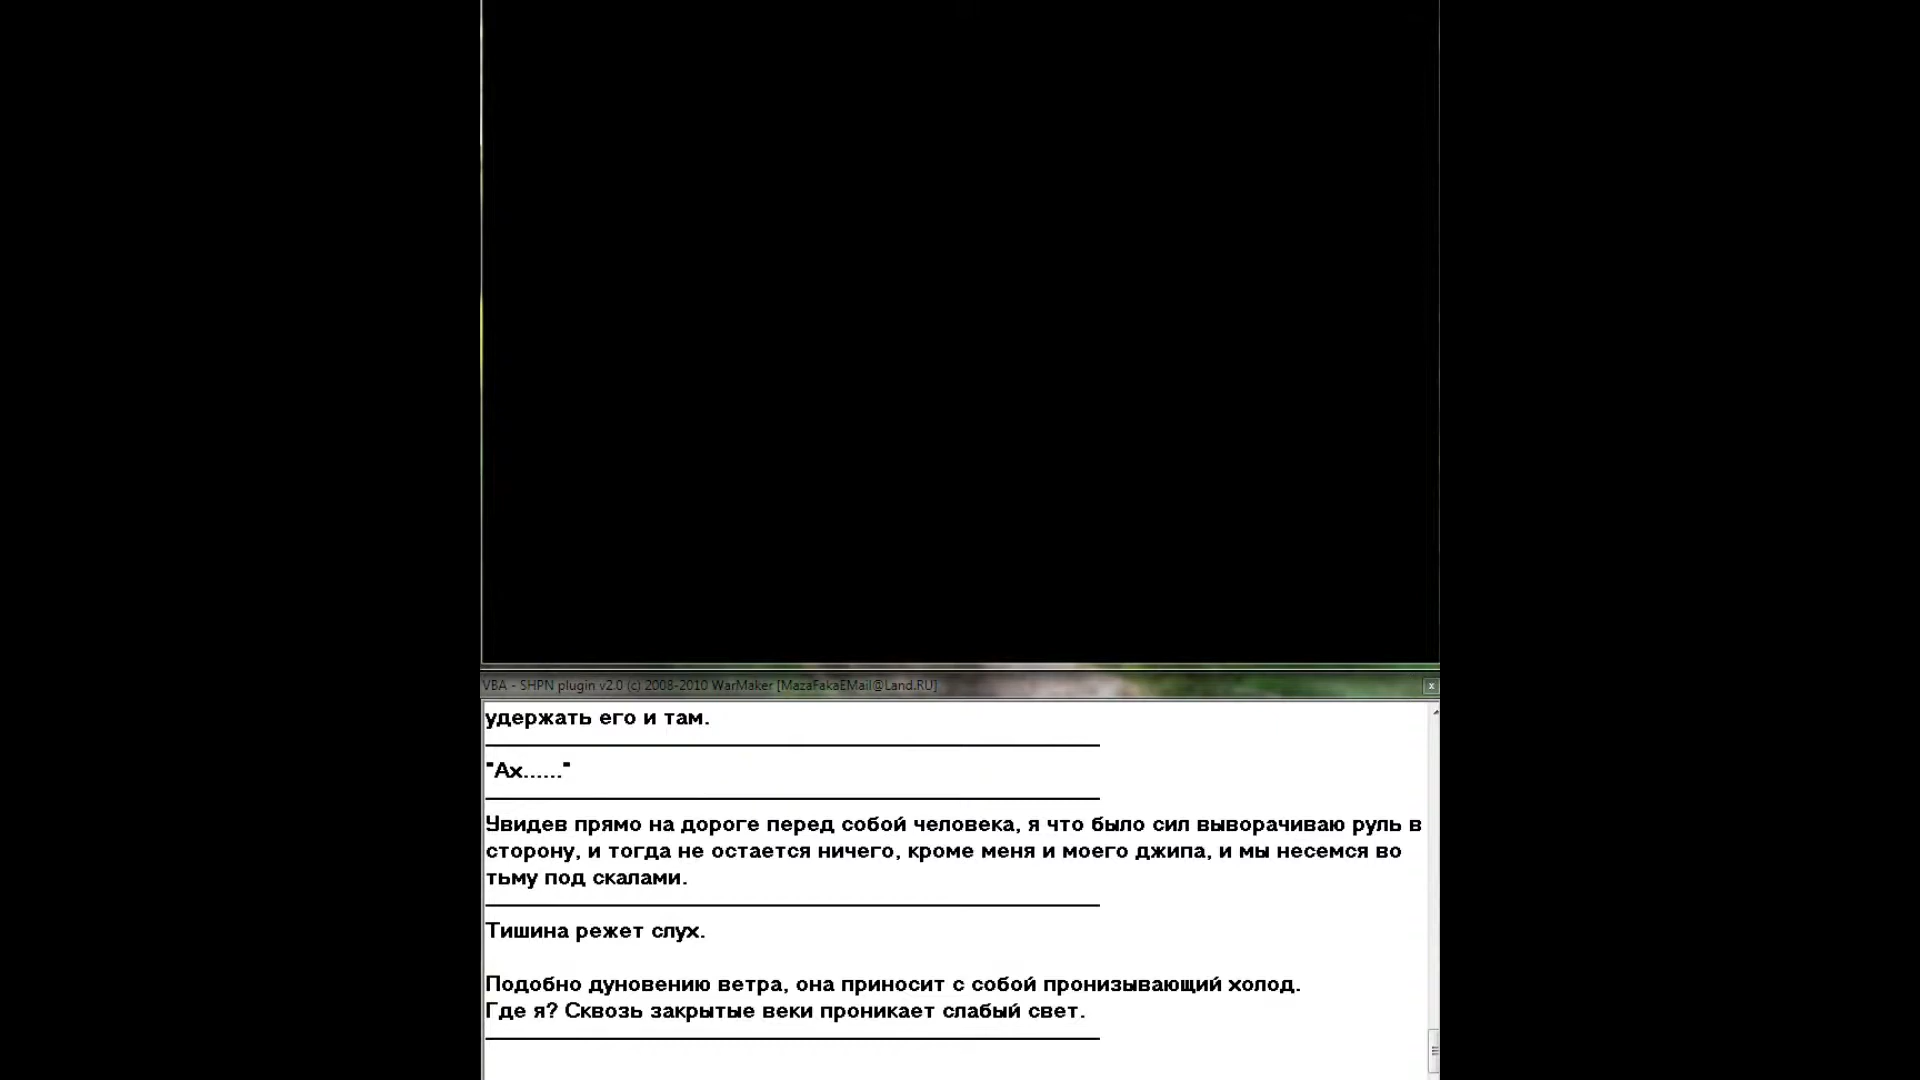 VBA - SHPN plugin v2.0 (c) 2008-2010 WarMaker [MazaFakaEMail@Land.RU]
x
удержать его и там.
"Ах......"
Увидев прямо на дороге перед собой человека, я что было сил выворачиваю руль в
сторону, и тогда не остается ничего, кроме меня и моего джипа, и мы несемся во
тьму под скалами.
Тишина режет слух.
Подобно дуновению ветра, она приносит с собой пронизывающий холод.
Где я? Сквозь закрытые веки проникает слабый свет.